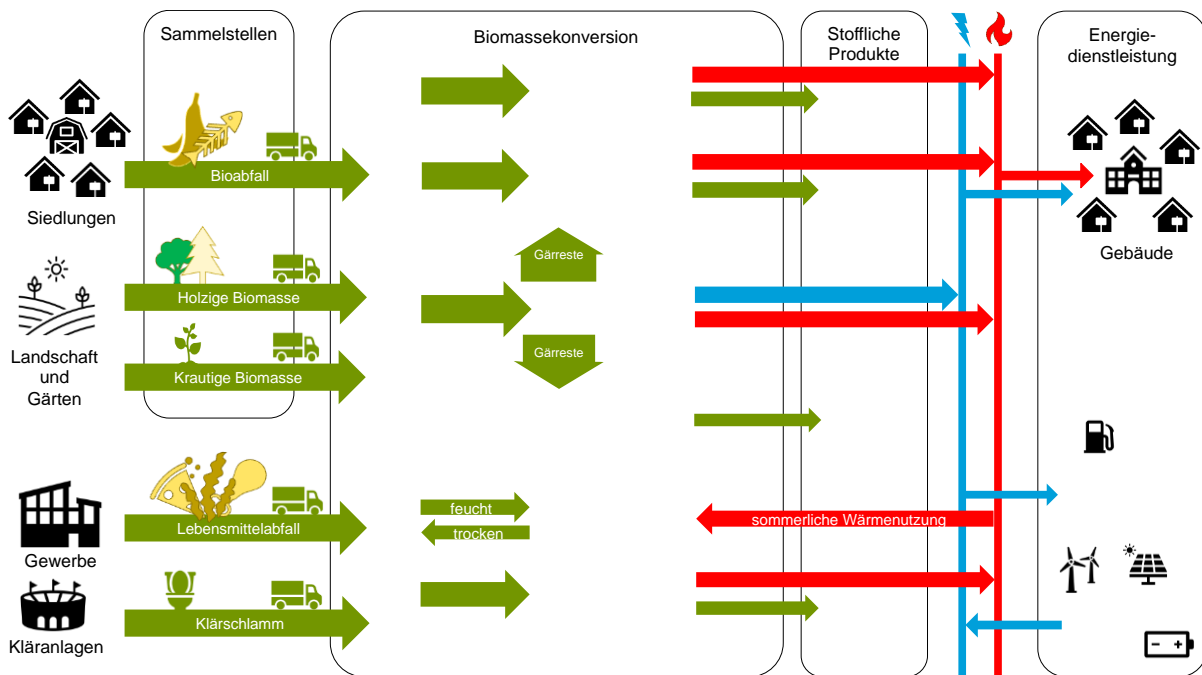 Sammelstellen
Biomassekonversion
Stoffliche
Produkte
Energie-
dienstleistung
Bioabfall
Siedlungen
Gärreste
Gebäude
Holzige Biomasse
Gärreste
Landschaft
und
Gärten
Krautige Biomasse
feucht
Lebensmittelabfall
trocken
sommerliche Wärmenutzung
Gewerbe
Klärschlamm
Kläranlagen